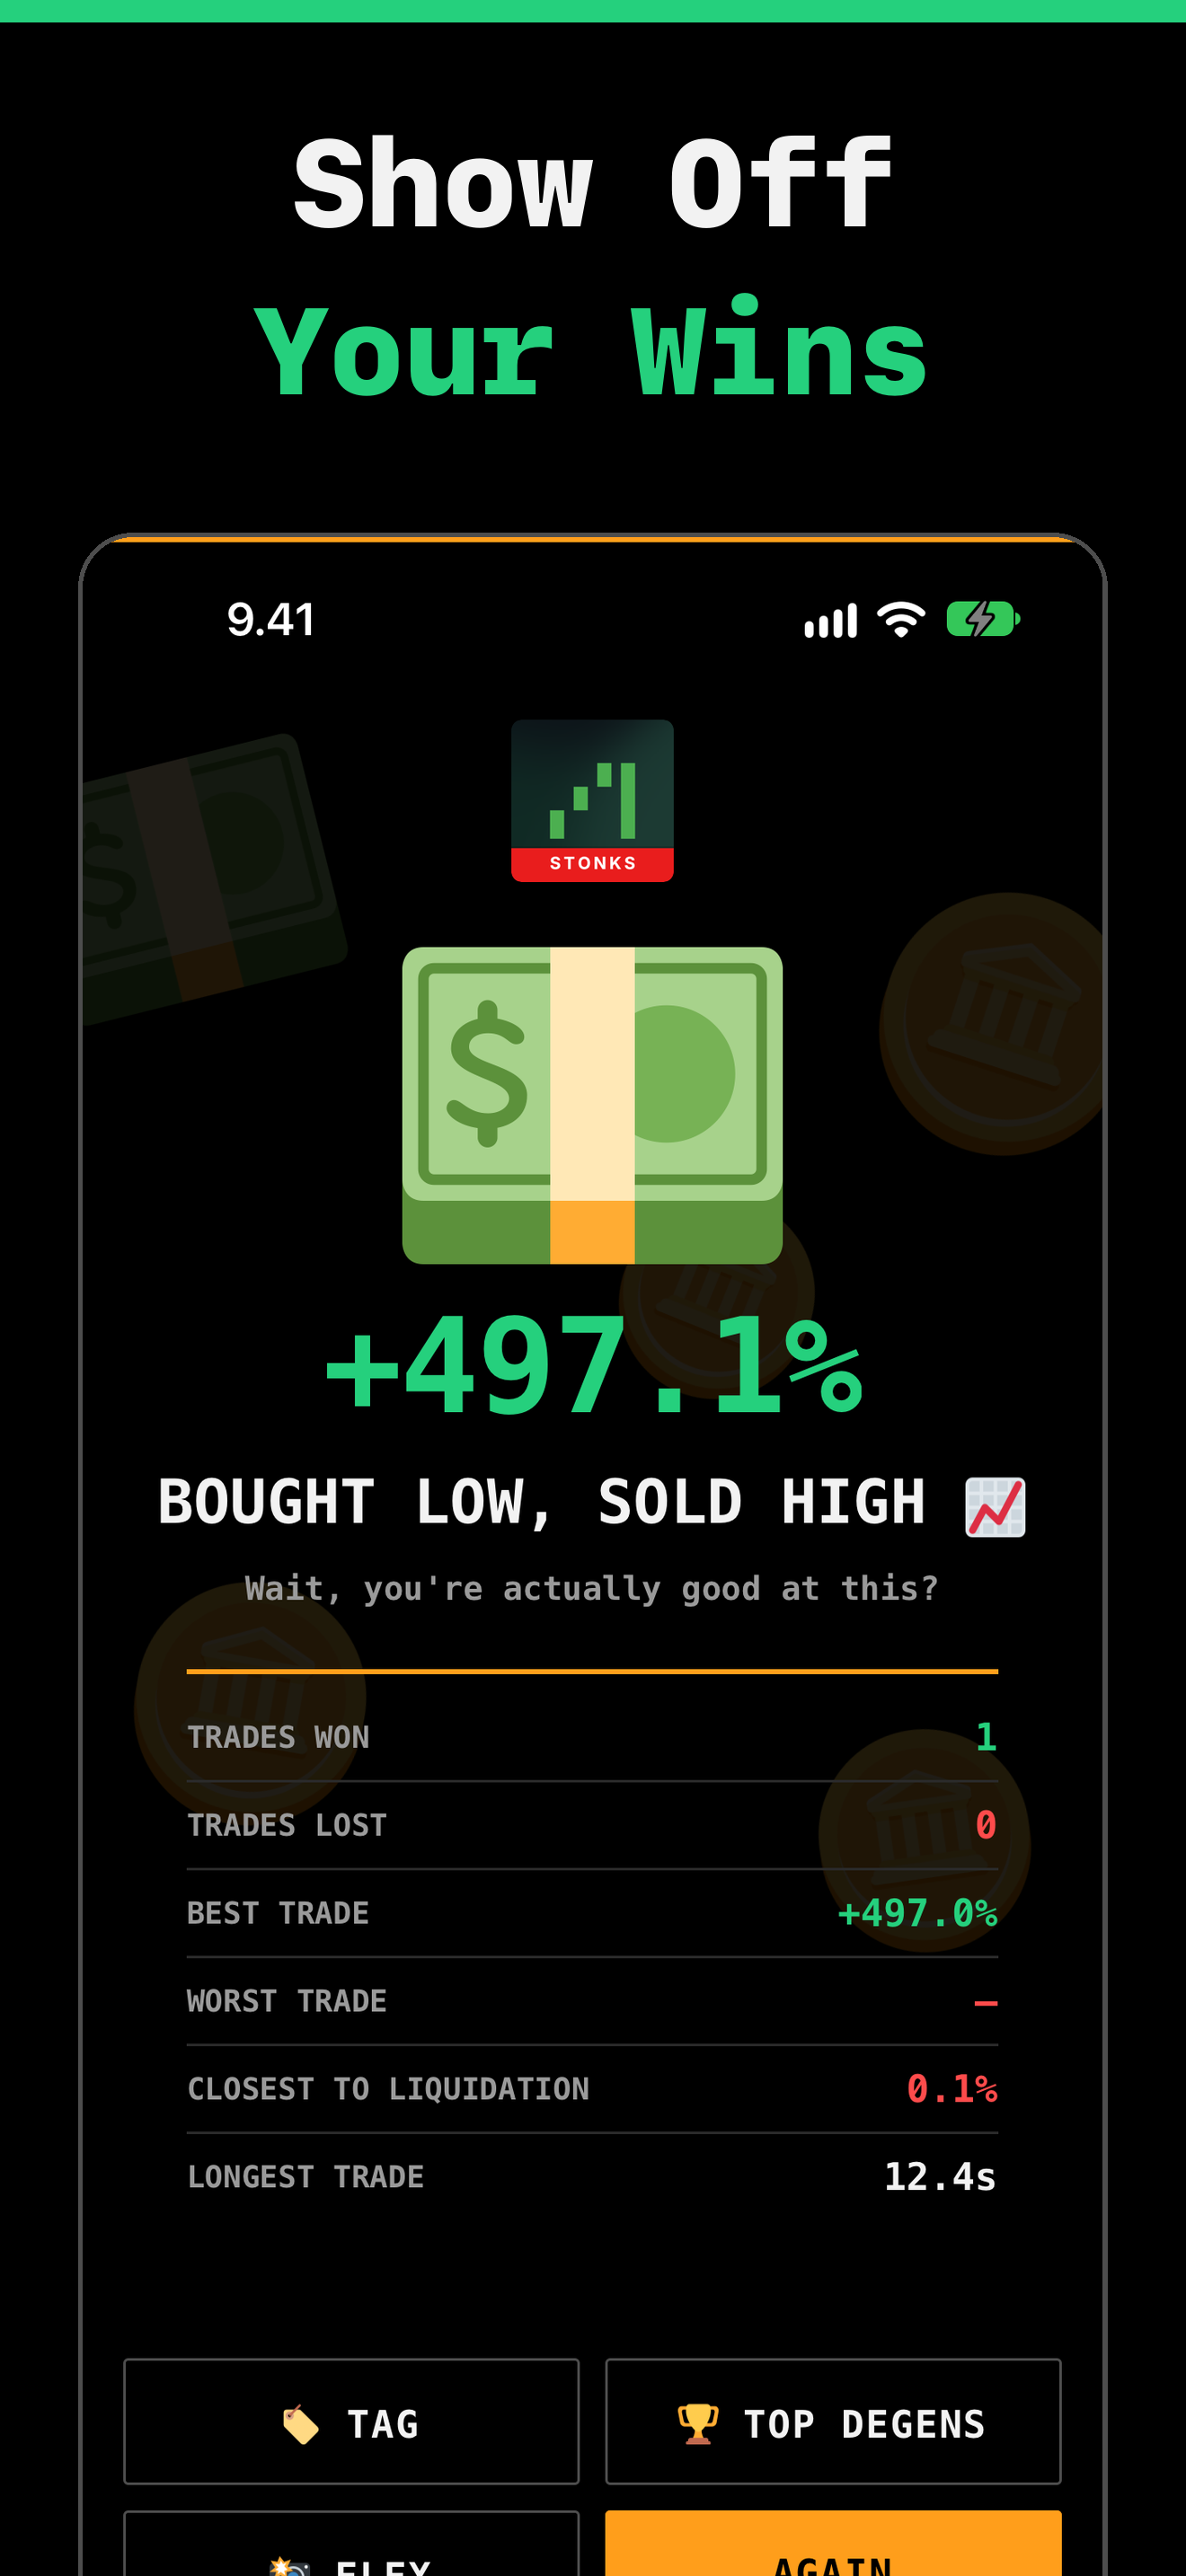 Show Off
Your Wins
9.41
STONKS
$
$
+497.1%
BOUGHT LOW, SOLD HIGH 📈
Wait, you're actually good at this?
TRADES WON 1
TRADES LOST 0
BEST TRADE +497.0%
WORST TRADE —
CLOSEST TO LIQUIDATION 0.1%
LONGEST TRADE 12.4s
🏷️ TAG
🏆 TOP DEGENS
📸 FLEX
AGAIN